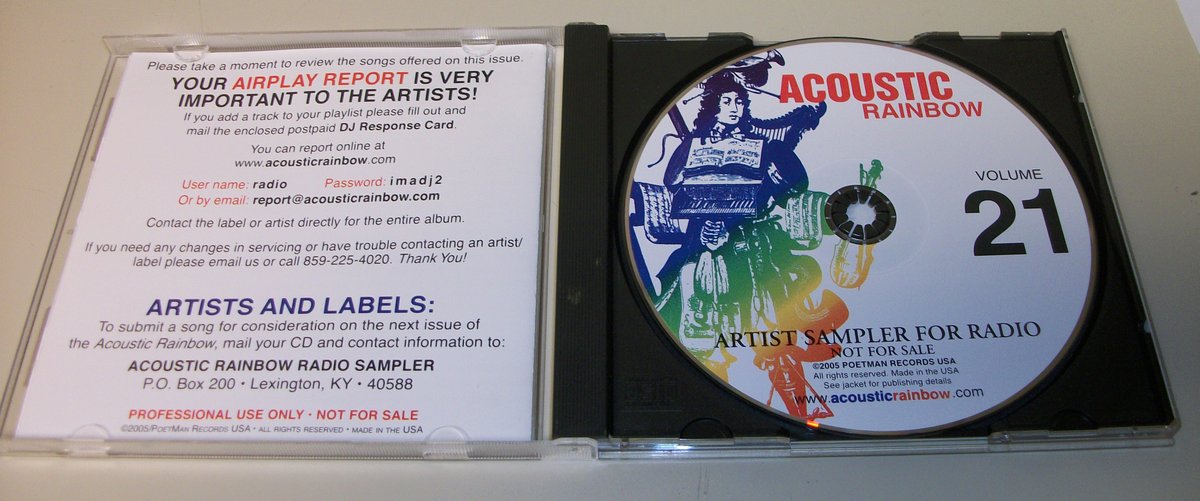 Please take a moment to review the songs offered on this issue.
YOUR AIRPLAY REPORT IS VERY
IMPORTANT TO THE ARTISTS!
If you add a track to your playlist please fill out and
mail the enclosed postpaid DJ Response Card.
You can report online at
www.acousticrainbow.com
User name: radio Password: imadj2
Or by email: report@acousticrainbow.com
Contact the label or artist directly for the entire album.
If you need any changes in servicing or have trouble contacting an artist/
label please email us or call 859-225-4020. Thank You!
ARTISTS AND LABELS:
To submit a song for consideration on the next issue of
the Acoustic Rainbow, mail your CD and contact information to:
ACOUSTIC RAINBOW RADIO SAMPLER
P.O. Box 200 • Lexington, KY • 40588
PROFESSIONAL USE ONLY • NOT FOR SALE
©2005/POETMAN RECORDS USA • ALL RIGHTS RESERVED • MADE IN THE USA
ACOUSTIC
RAINBOW
VOLUME
21
ARTIST SAMPLER FOR RADIO
NOT FOR SALE
©2005 POETMAN RECORDS USA
All rights reserved. Made in the USA
See jacket for publishing details
www.acousticrainbow.com